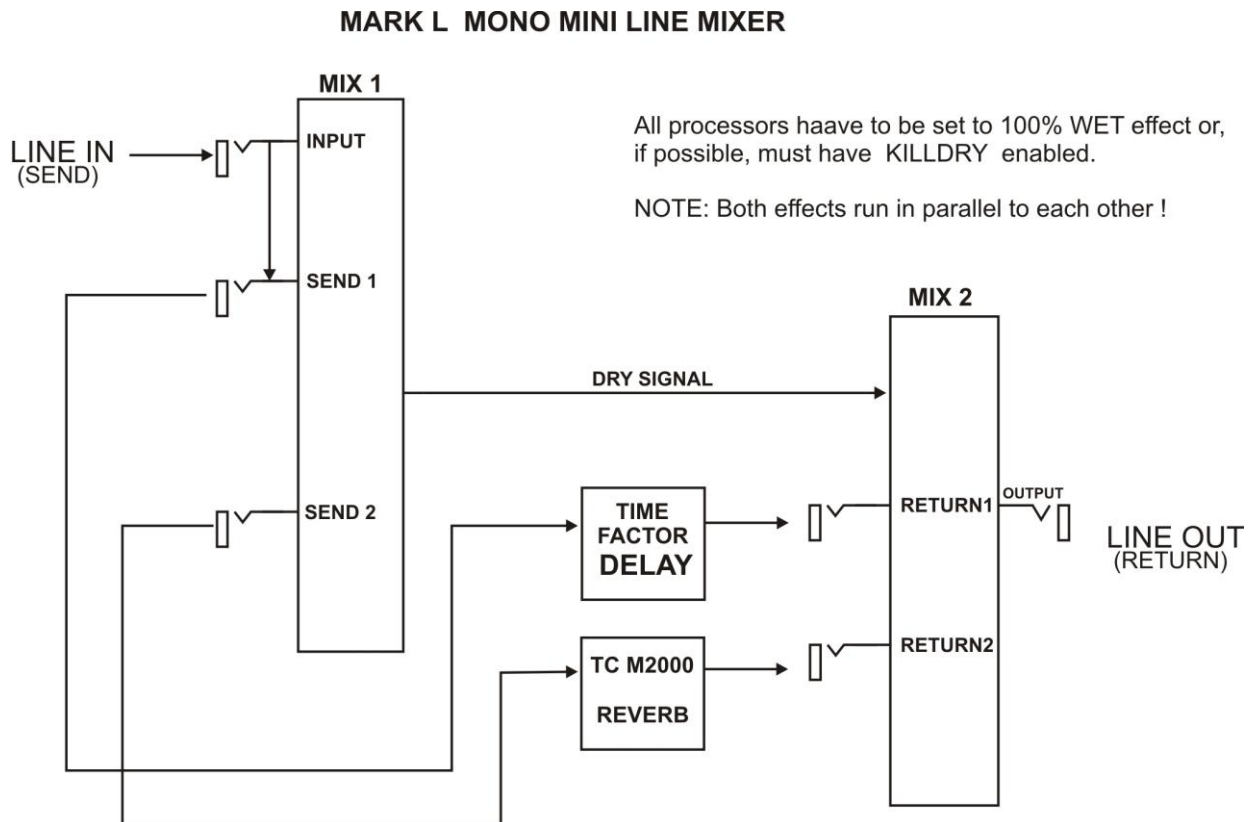 MARK L MONO MINI LINE MIXER
MIX 1
All processors haave to be set to 100% WET effect or,
if possible, must have KILLDRY enabled.
NOTE: Both effects run in parallel to each other !
LINE IN
(SEND)
INPUT
SEND 1
SEND 2
DRY SIGNAL
MIX 2
TIME
FACTOR
DELAY
TC M2000
REVERB
RETURN1
RETURN2
OUTPUT
LINE OUT
(RETURN)